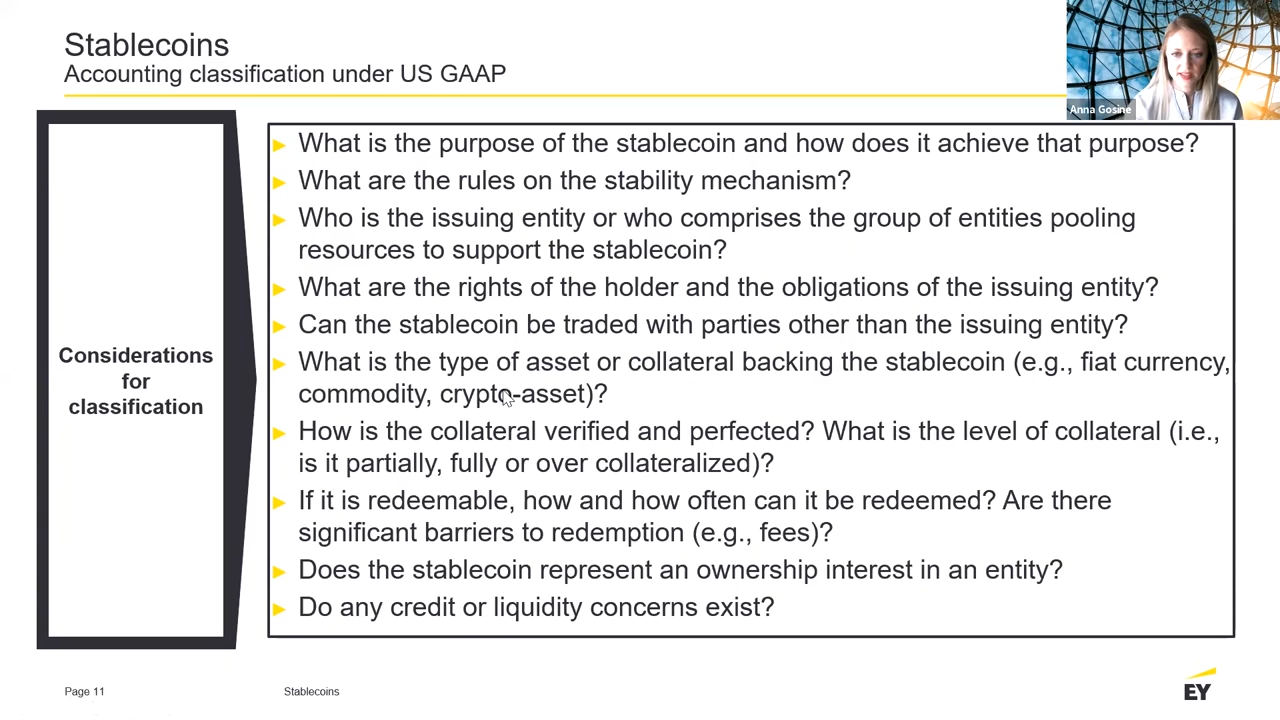 Stablecoins
Accounting classification under US GAAP
Anna Gosine
Considerations
for
classification
► What is the purpose of the stablecoin and how does it achieve that purpose?
► What are the rules on the stability mechanism?
► Who is the issuing entity or who comprises the group of entities pooling
resources to support the stablecoin?
► What are the rights of the holder and the obligations of the issuing entity?
► Can the stablecoin be traded with parties other than the issuing entity?
► What is the type of asset or collateral backing the stablecoin (e.g., fiat currency,
commodity, crypto-asset)?
► How is the collateral verified and perfected? What is the level of collateral (i.e.,
is it partially, fully or over collateralized)?
► If it is redeemable, how and how often can it be redeemed? Are there
significant barriers to redemption (e.g., fees)?
► Does the stablecoin represent an ownership interest in an entity?
► Do any credit or liquidity concerns exist?
Page 11
Stablecoins
EY